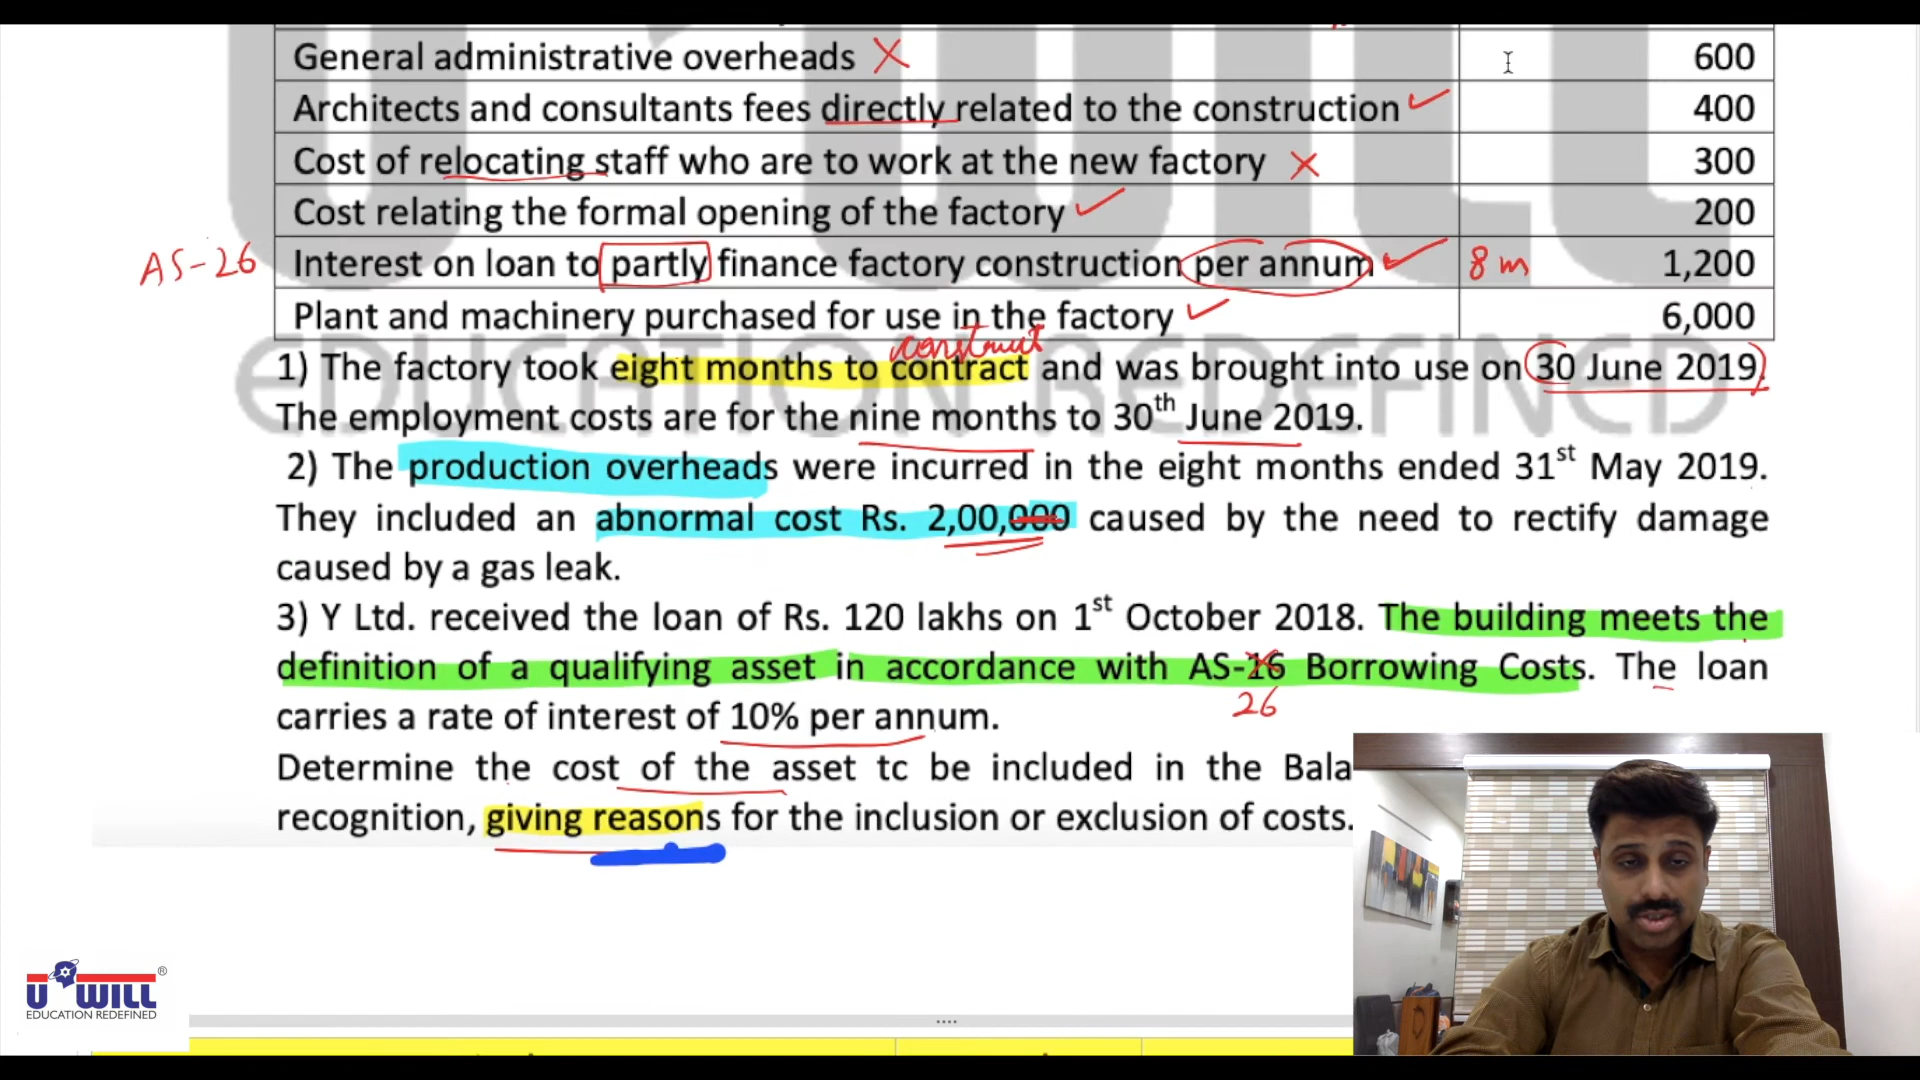 General administrative overheads X 600
Architects and consultants fees directly related to the construction ✓ 400
Cost of relocating staff who are to work at the new factory X 300
Cost relating the formal opening of the factory ✓ 200
AS-26 Interest on loan to partly finance factory construction per annum ✓ 8 m 1,200
Plant and machinery purchased for use in the factory ✓ 6,000
EDUCATION REDEFINED
construct
1) The factory took eight months to contract and was brought into use on 30 June 2019.
The employment costs are for the nine months to 30th June 2019.
2) The production overheads were incurred in the eight months ended 31st May 2019.
They included an abnormal cost Rs. 2,00,000 caused by the need to rectify damage
caused by a gas leak.
3) Y Ltd. received the loan of Rs. 120 lakhs on 1st October 2018. The building meets the
definition of a qualifying asset in accordance with AS-16 Borrowing Costs. The loan
26
carries a rate of interest of 10% per annum.
Determine the cost of the asset tc be included in the Bala
recognition, giving reasons for the inclusion or exclusion of costs.
U WILL ®
EDUCATION REDEFINED